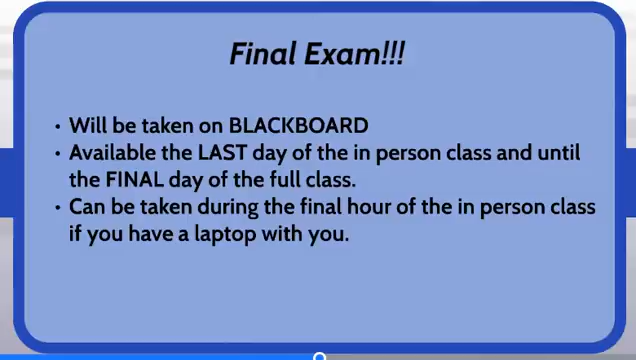 Final Exam!!!
• Will be taken on BLACKBOARD
• Available the LAST day of the in person class and until
the FINAL day of the full class.
• Can be taken during the final hour of the in person class
if you have a laptop with you.